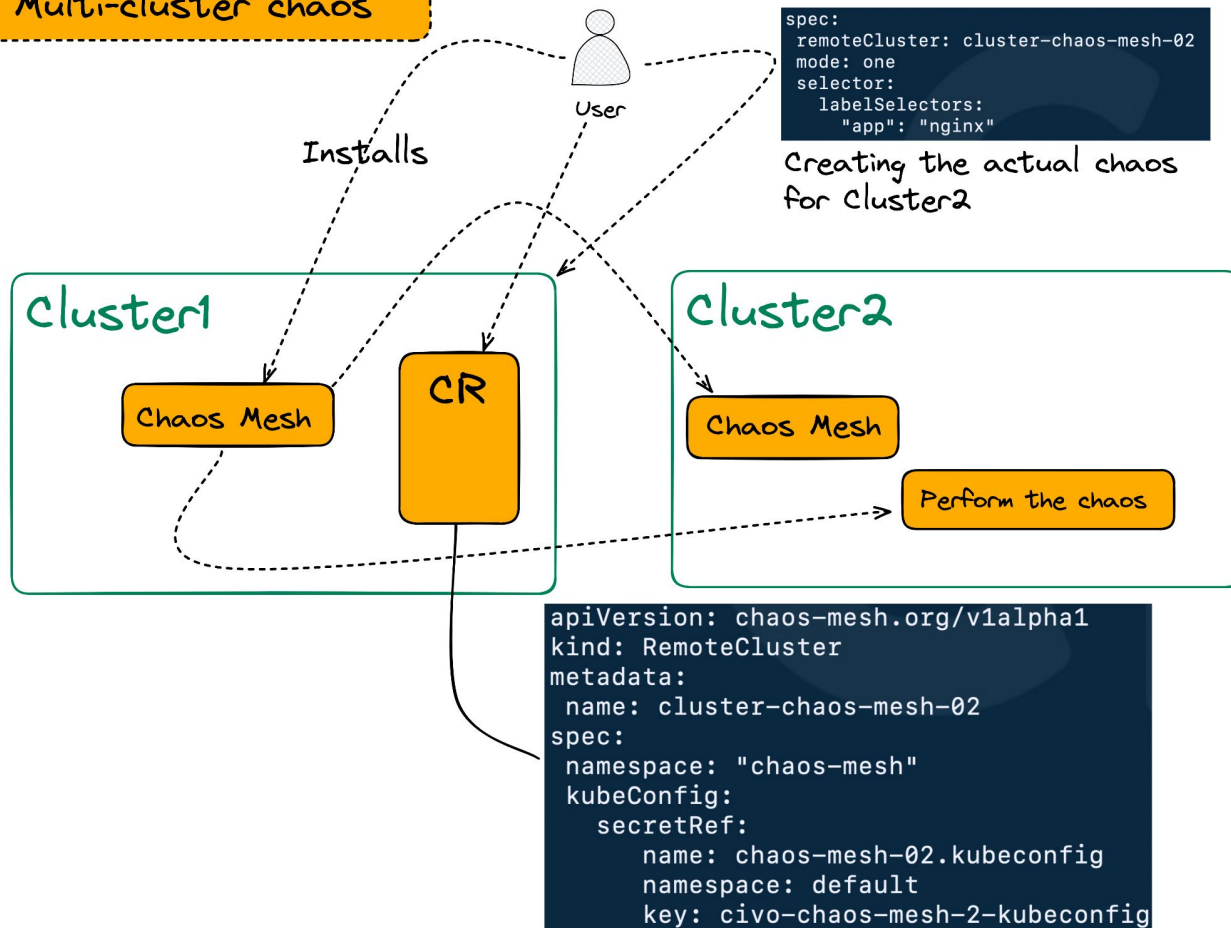 Multi-cluster chaos
User
spec:
remoteCluster: cluster-chaos-mesh-02
mode: one
selector:
labelSelectors:
"app": "nginx"
Creating the actual chaos
for Cluster2
Installs
Cluster1
Chaos Mesh
CR
Cluster2
Chaos Mesh
Perform the chaos
apiVersion: chaos-mesh.org/v1alpha1
kind: RemoteCluster
metadata:
name: cluster-chaos-mesh-02
spec:
namespace: "chaos-mesh"
kubeConfig:
secretRef:
name: chaos-mesh-02.kubeconfig
namespace: default
key: civo-chaos-mesh-2-kubeconfig